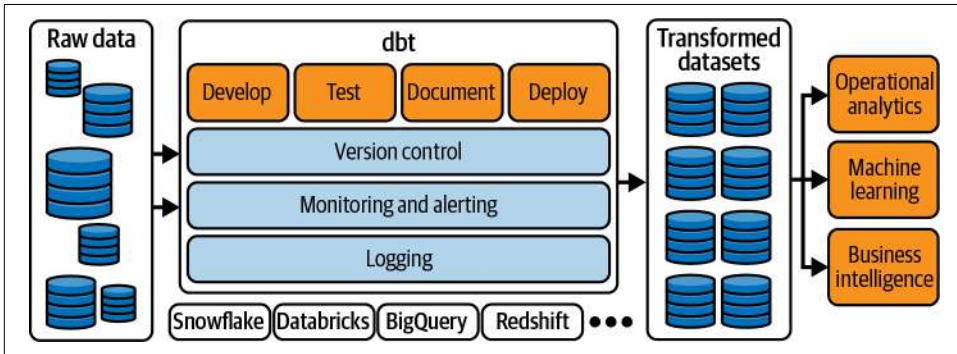 Raw data
dbt
Develop
Test
Document
Deploy
Version control
Monitoring and alerting
Logging
Snowflake
Databricks
BigQuery
Redshift
Transformed
datasets
Operational
analytics
Machine
learning
Business
intelligence